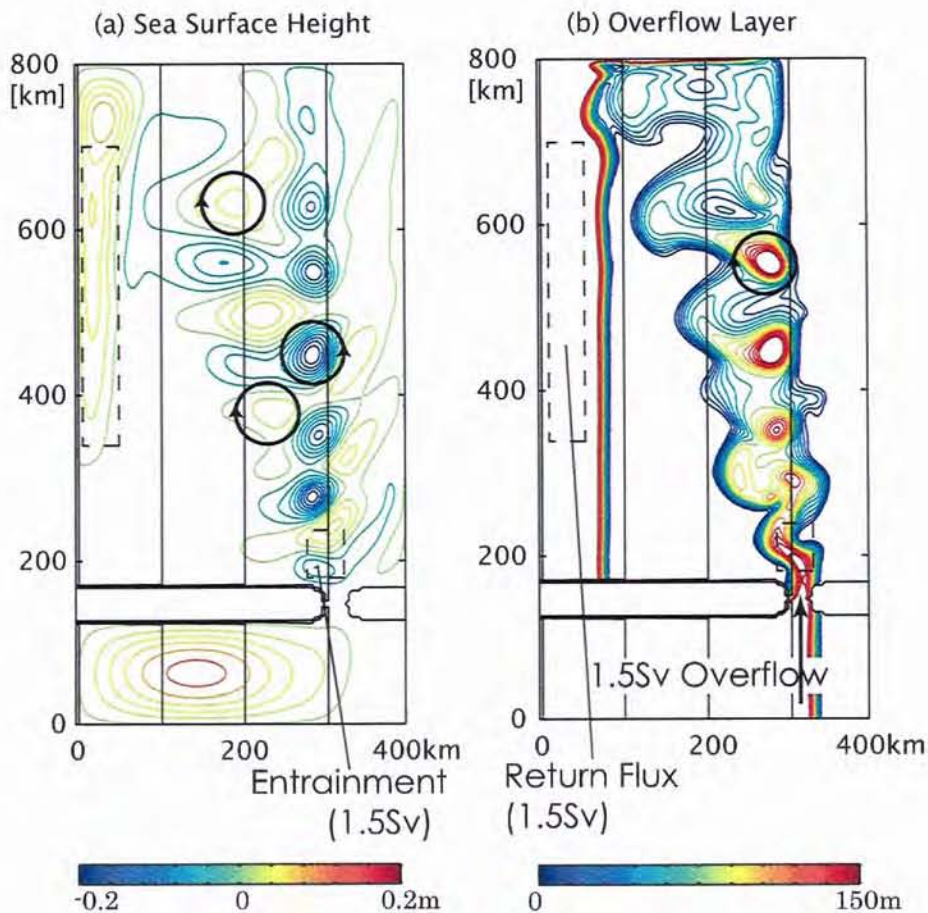 (a) Sea Surface Height
(b) Overflow Layer
800
[km]
600
400
200
0
0
200
400km
Entrainment
(1.5Sv)
-0.2
0
0.2m
800
[km]
600
400
200
0
1.5Sv Overflow
0
200
400km
Return Flux
(1.5Sv)
0
150m